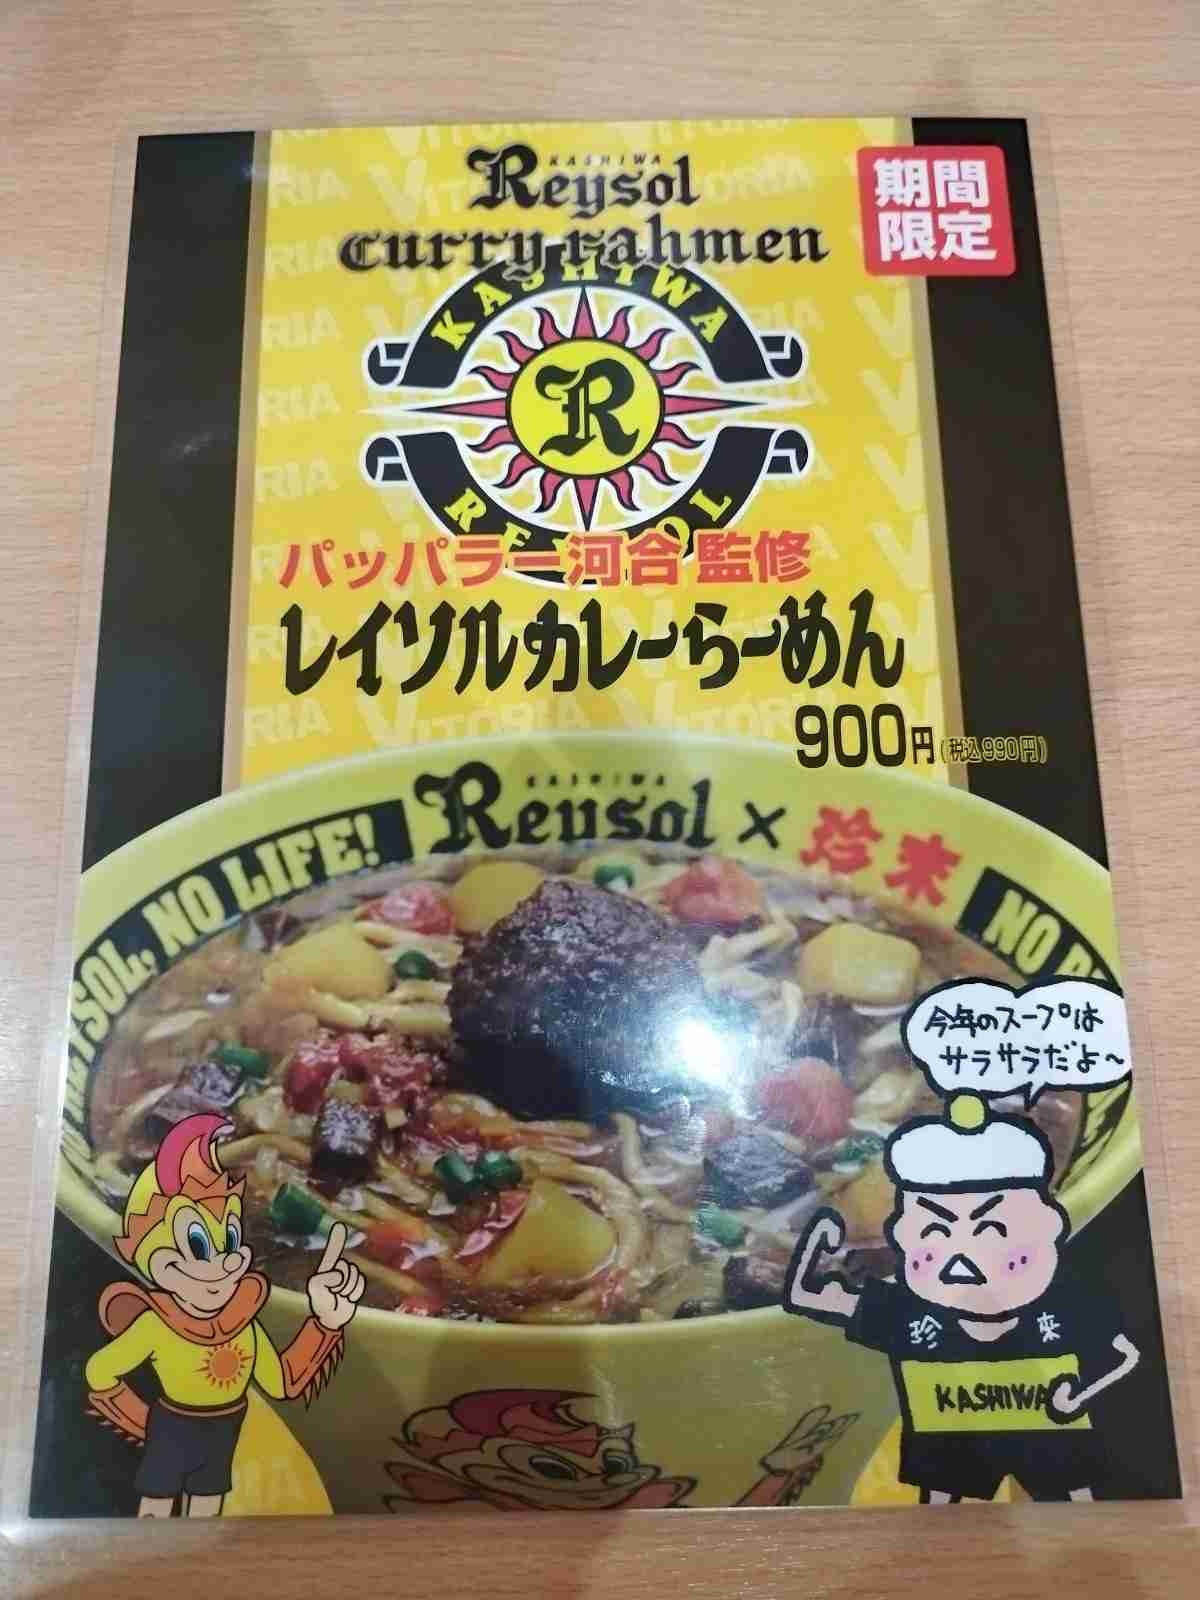 KASHIWA
Reysol
curry rahmen
期間
限定
KASHIWA
R
パッパラー河合 監修
レイソルカレーらーめん
900円(税込990円)
KASHIWA
Reysol × 珍来
NO LIFE!
NO
今年のスープは
サラサラだよ～
珍 来
KASHIWA
VITORIA